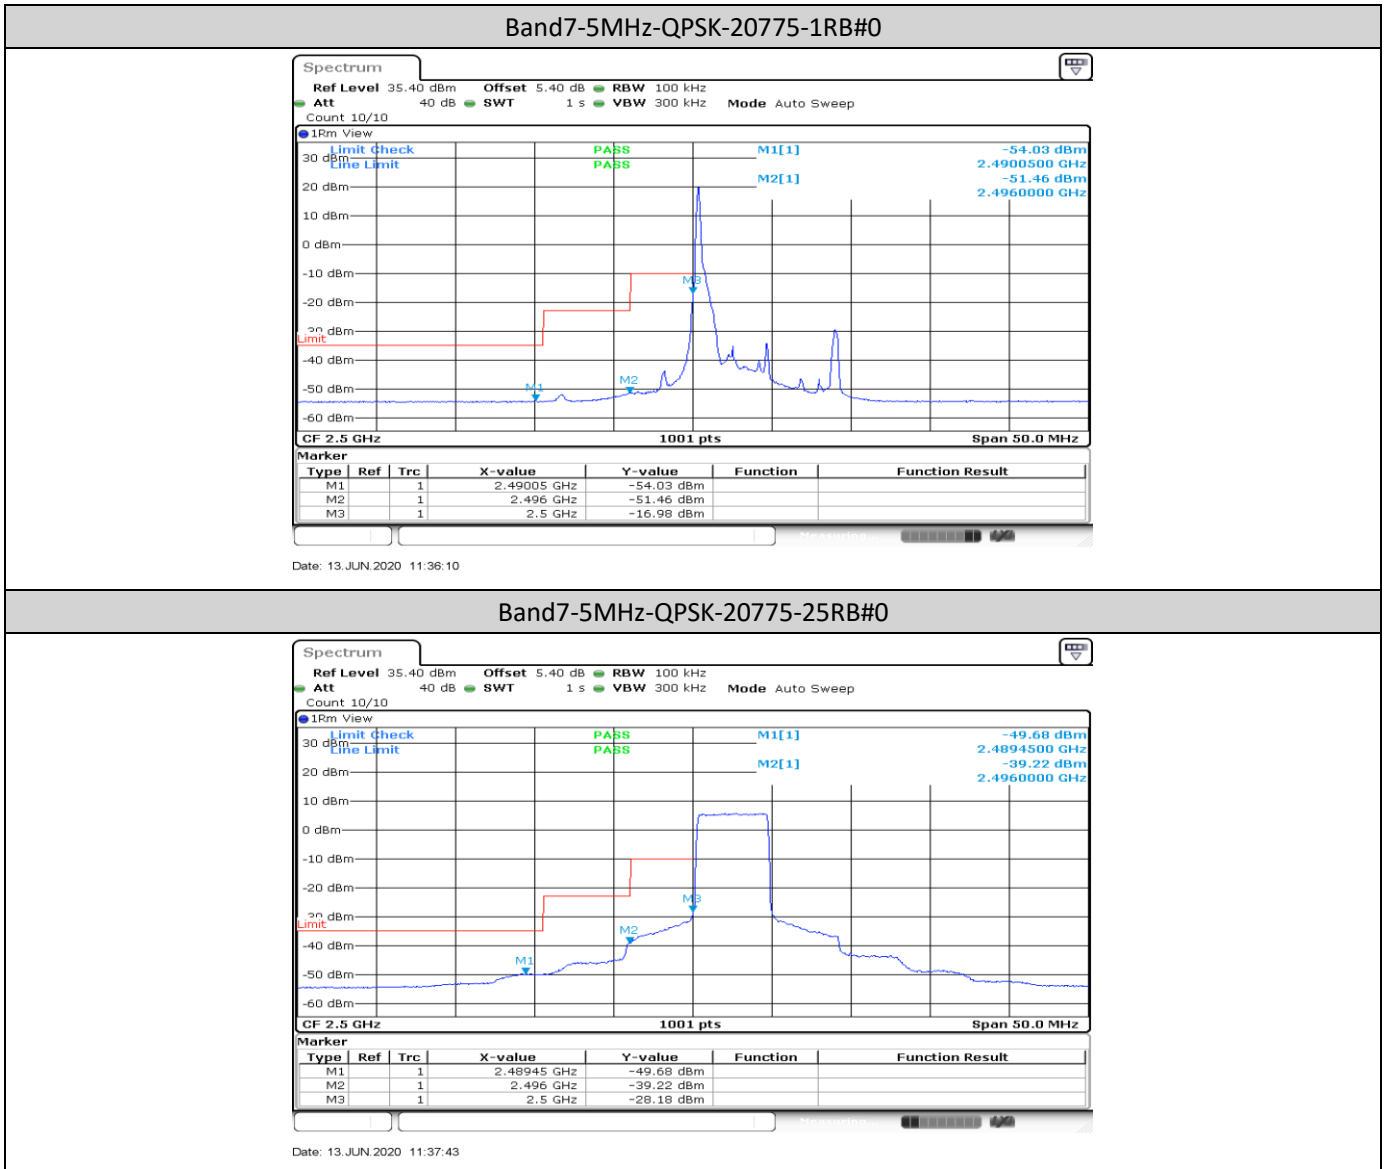 Band7-5MHz-QPSK-20775-1RB#0
Spectrum
Ref Level 35.40 dBm Offset 5.40 dB RBW 100 kHz
Att 40 dB SWT 1 s VBW 300 kHz Mode Auto Sweep
Count 10/10
1Rm View
Limit Check PASS M1[1] -54.03 dBm
30 dBm
Line Limit PASS 2.4900500 GHz
M2[1] -51.46 dBm
20 dBm 2.4960000 GHz
10 dBm
0 dBm
-10 dBm
M3
-20 dBm
-30 dBm
Limit
-40 dBm
M1 M2
-50 dBm
-60 dBm
CF 2.5 GHz 1001 pts Span 50.0 MHz
Marker
Type Ref Trc X-value Y-value Function Function Result
M1 1 2.49005 GHz -54.03 dBm
M2 1 2.496 GHz -51.46 dBm
M3 1 2.5 GHz -16.98 dBm
Measuring...
Date: 13.JUN.2020 11:36:10
Band7-5MHz-QPSK-20775-25RB#0
Spectrum
Ref Level 35.40 dBm Offset 5.40 dB RBW 100 kHz
Att 40 dB SWT 1 s VBW 300 kHz Mode Auto Sweep
Count 10/10
1Rm View
Limit Check PASS M1[1] -49.68 dBm
30 dBm
Line Limit PASS 2.4894500 GHz
M2[1] -39.22 dBm
20 dBm 2.4960000 GHz
10 dBm
0 dBm
-10 dBm
-20 dBm
M3
-30 dBm
Limit
M2
-40 dBm
M1
-50 dBm
-60 dBm
CF 2.5 GHz 1001 pts Span 50.0 MHz
Marker
Type Ref Trc X-value Y-value Function Function Result
M1 1 2.48945 GHz -49.68 dBm
M2 1 2.496 GHz -39.22 dBm
M3 1 2.5 GHz -28.18 dBm
Measuring...
Date: 13.JUN.2020 11:37:43